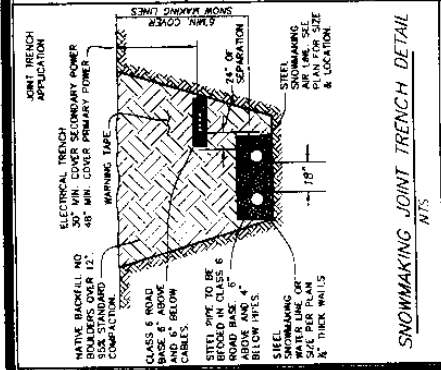 JOINT TRENCH
APPLICATION
ELECTRICAL TRENCH
30" MIN. COVER SECONDARY POWER
48" MIN. COVER PRIMARY POWER
WARNING TAPE
NATIVE BACKFILL NO
BOULDERS OVER 12".
95% STANDARD
COMPACTION.
CLASS 6 ROAD
BASE. 6" ABOVE
AND 6" BELOW
CABLES.
STEEL PIPE TO BE
BEDDED IN CLASS 6
ROAD BASE. 6"
ABOVE AND 4"
BELOW PIPES.
STEEL
SNOWMAKING
WATER LINE OR
SIZE PER PLAN
THICK WALLS
6' MIN. COVER
SNOW MAKING LINES
24" OF
SEPARATION
STEEL
SNOWMAKING
AIR LINE. SEE
PLAN FOR SIZE
& LOCATION.
18"
SNOWMAKING JOINT TRENCH DETAIL
NTS